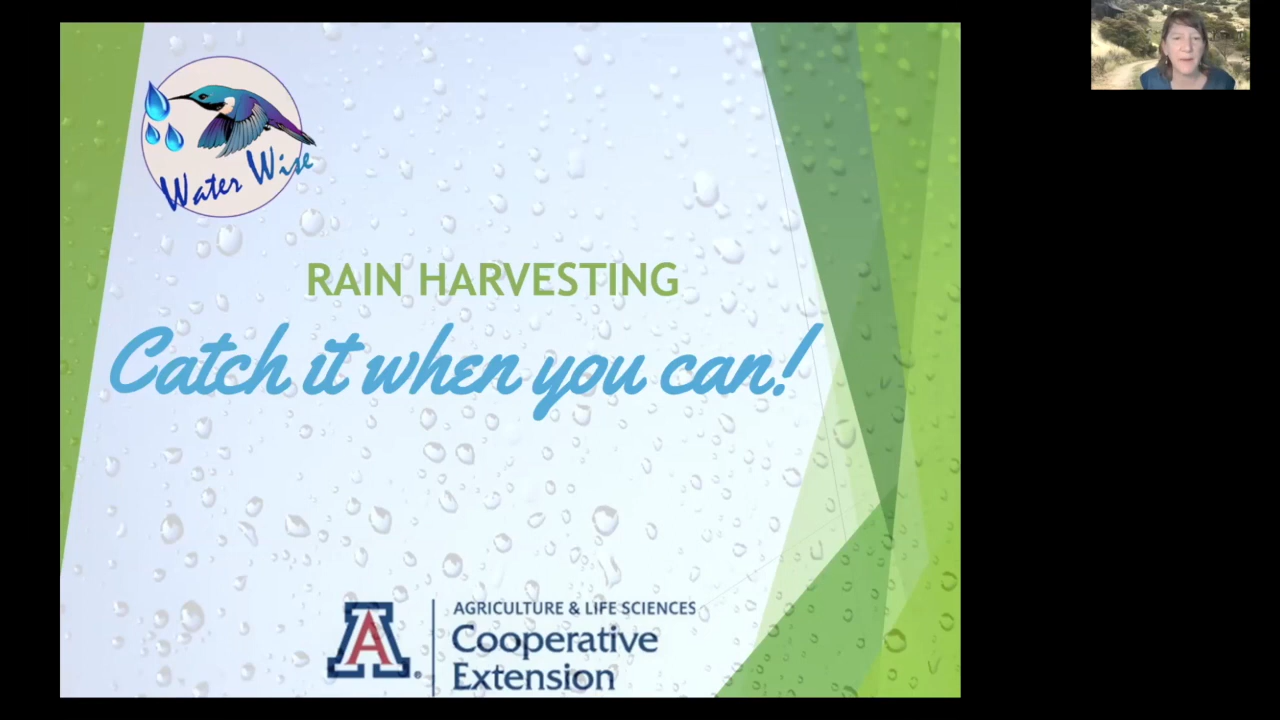 Water Wise
RAIN HARVESTING
Catch it when you can!
A
AGRICULTURE & LIFE SCIENCES
Cooperative
Extension